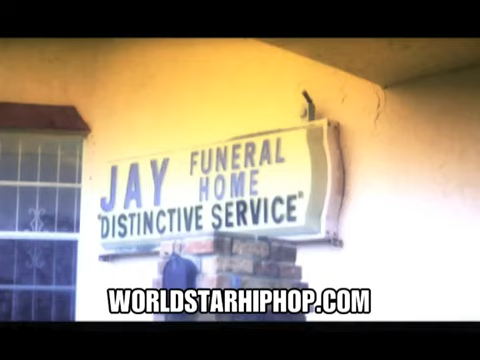 JAY FUNERAL
HOME
"DISTINCTIVE SERVICE"
WORLDSTARHIPHOP.COM